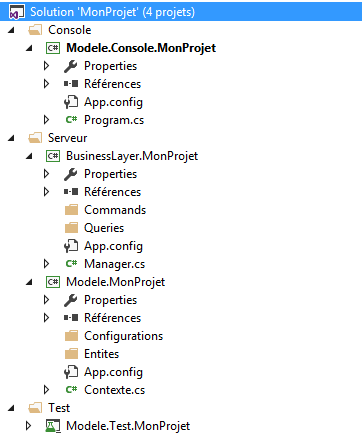 Solution 'MonProjet' (4 projets)
Console
C# Modele.Console.MonProjet
Properties
Références
App.config
C# Program.cs
Serveur
C# BusinessLayer.MonProjet
Properties
Références
Commands
Queries
App.config
C# Manager.cs
C# Modele.MonProjet
Properties
Références
Configurations
Entites
App.config
C# Contexte.cs
Test
Modele.Test.MonProjet